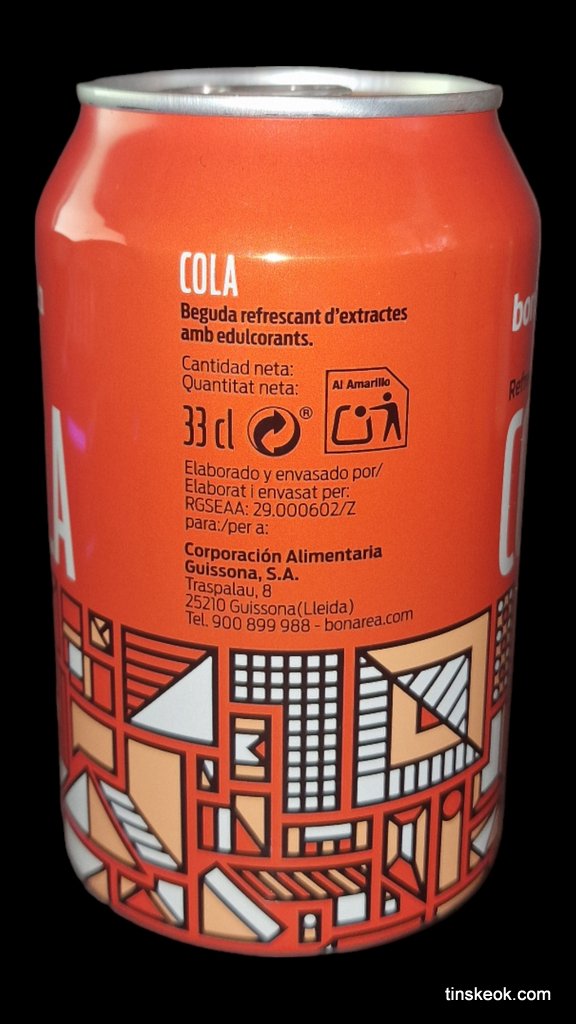 COLA
Beguda refrescant d'extractes
amb edulcorants.
Cantidad neta:
Quantitat neta:
33 cl ®
Al Amarillo
Elaborado y envasado por/
Elaborat i envasat per:
RGSEAA: 29.000602/Z
para:/per a:
Corporación Alimentaria
Guissona, S.A.
Traspalau, 8
25210 Guissona(Lleida)
Tel. 900 899 988 - bonarea.com
tinskeok.com